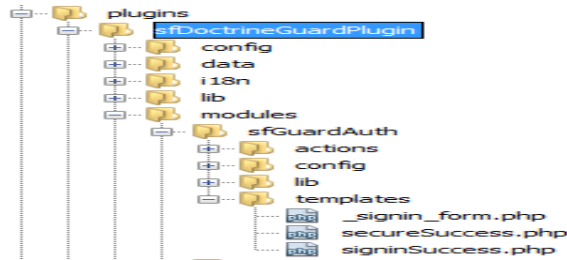 plugins
sfDoctrineGuardPlugin
config
data
i18n
lib
modules
sfGuardAuth
actions
config
lib
templates
_signin_form.php
secureSuccess.php
signinSuccess.php